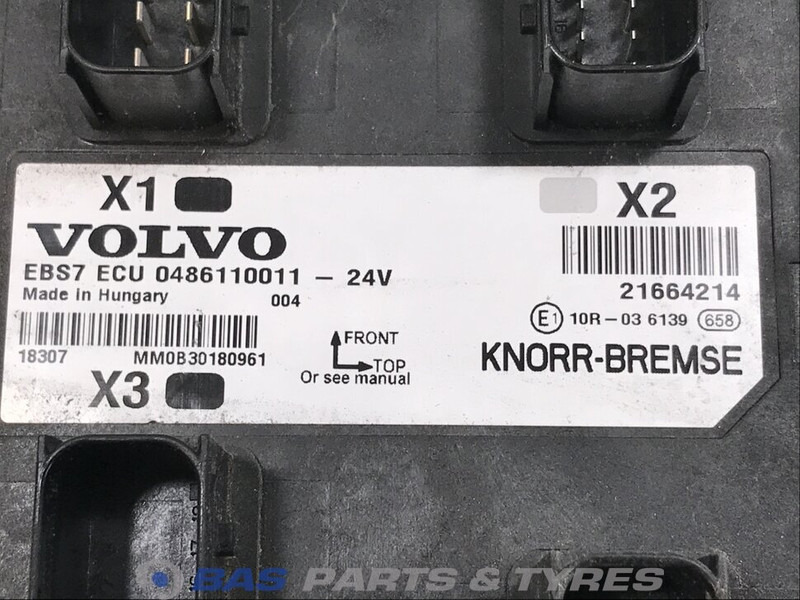 X1
X2
VOLVO
EBS7 ECU 0486110011 - 24V
Made in Hungary
004
21664214
E1 10R-03 6139 658
18307 MM0B30180961
FRONT
TOP
Or see manual
KNORR-BREMSE
X3
BAS PARTS & TYRES